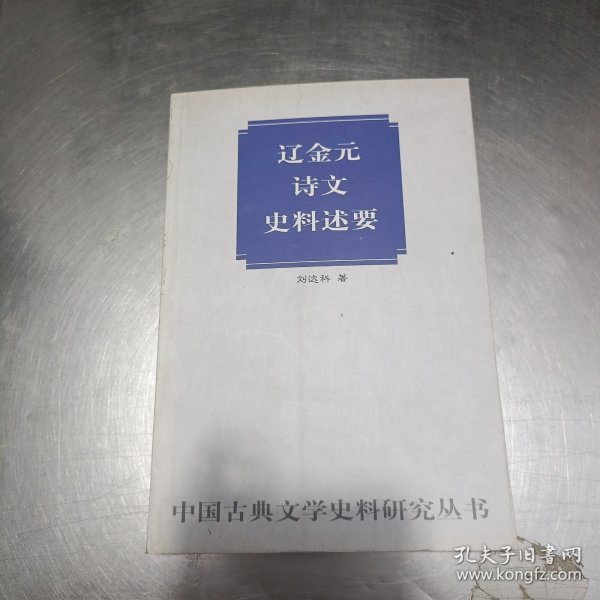 辽金元
诗文
史料述要
刘达科 著
中国古典文学史料研究丛书
孔夫子旧书网
www.kongfz.com